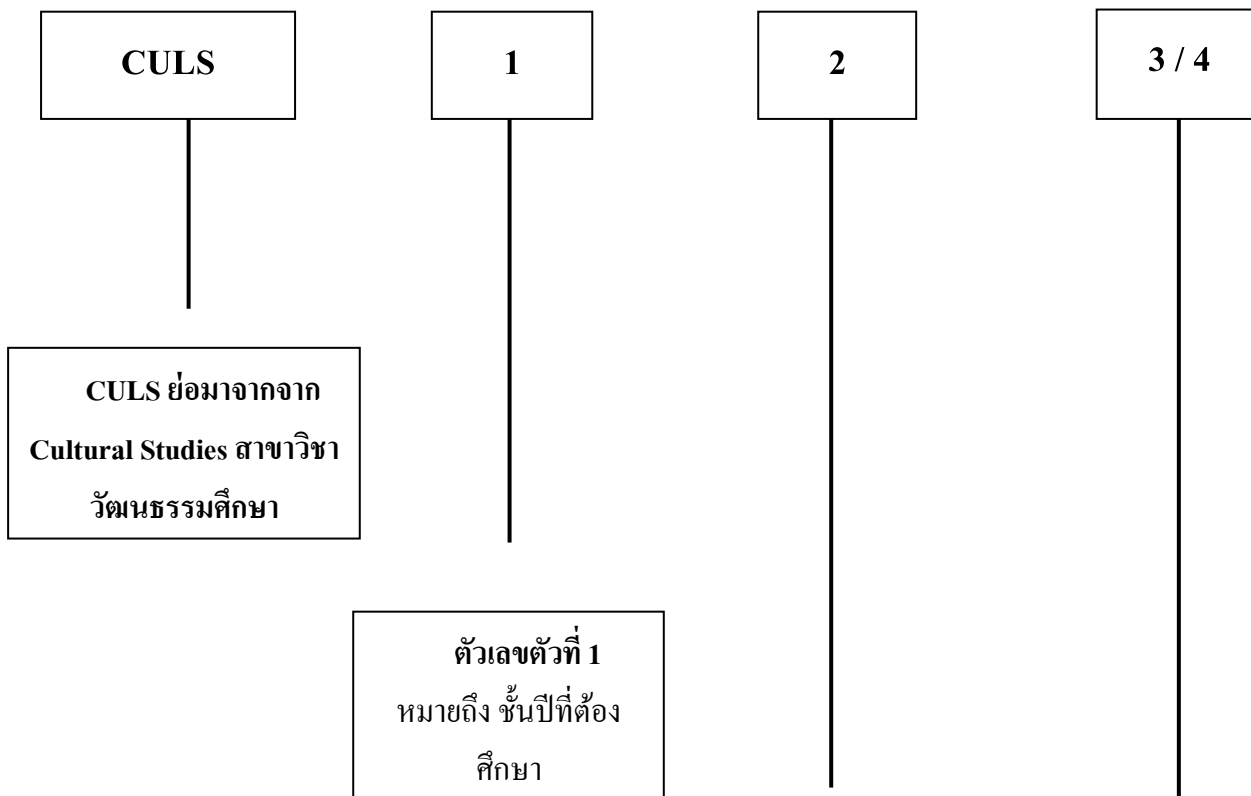 CULS 1 2 3 / 4
CULS ย่อมาจากจาก
Cultural Studies สาขาวิชา
วัฒนธรรมศึกษา
ตัวเลขตัวที่ 1
หมายถึง ชั้นปีที่ต้อง
ศึกษา